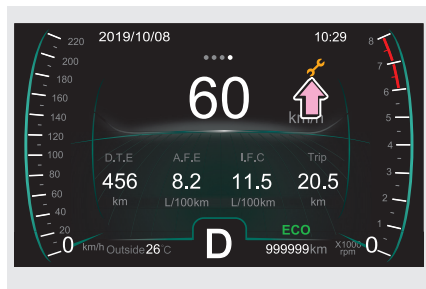 2019/10/08 10:29
220
200
180
160
140
120
100
80
60
40
20
0 km/h
60
km/h
8
7
6
5
4
3
2
1
0 X1000 rpm
D.T.E A.F.E I.F.C Trip
456 8.2 11.5 20.5
km L/100km L/100km km
ECO
Outside 26°C D 999999km